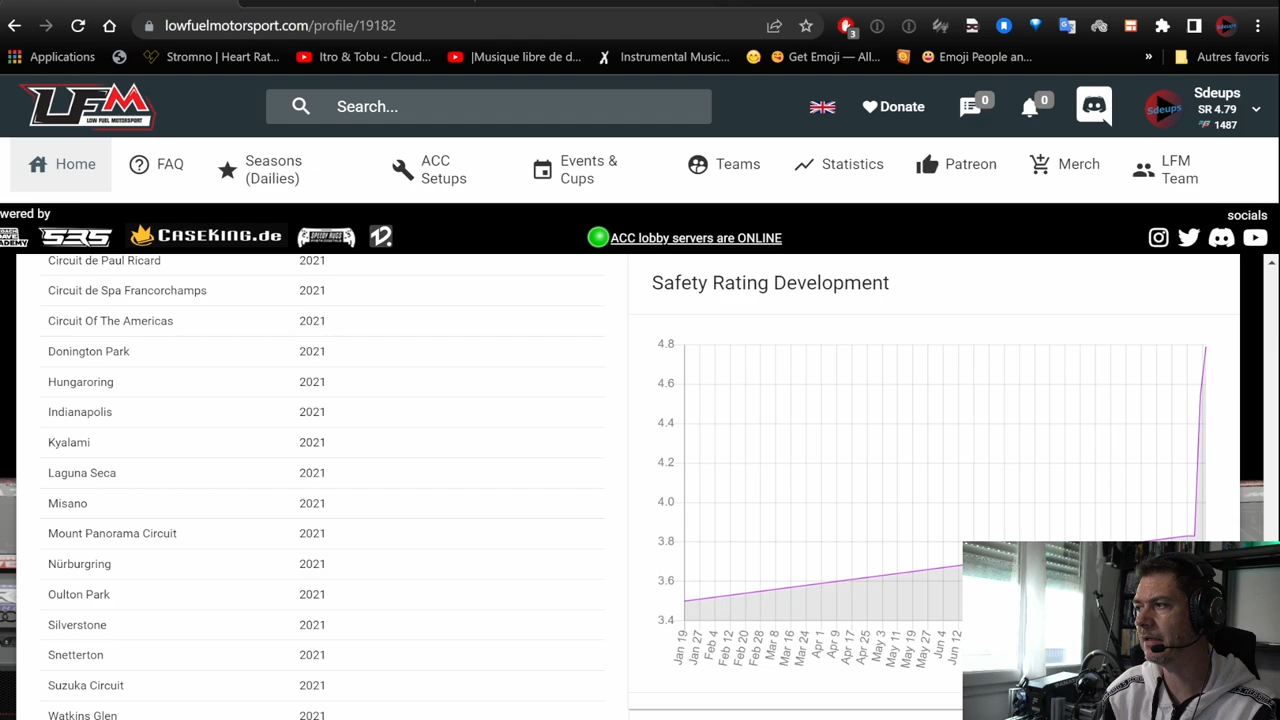 lowfuelmotorsport.com/profile/19182
3
Applications
Stromno | Heart Rat...
Itro & Tobu - Cloud...
|Musique libre de d...
Instrumental Music...
Get Emoji — All...
Emoji People an...
»
Autres favoris
LFM
LOW FUEL MOTORSPORT
Search...
Donate
0
0
Sdeups
Sdeups
SR 4.79
1487
Home
FAQ
Seasons
(Dailies)
ACC
Setups
Events &
Cups
Teams
Statistics
Patreon
Merch
LFM
Team
wered by
socials
S35
CASEKING.de
ACC lobby servers are ONLINE
Circuit de Paul Ricard 2021
Circuit de Spa Francorchamps 2021
Circuit Of The Americas 2021
Donington Park 2021
Hungaroring 2021
Indianapolis 2021
Kyalami 2021
Laguna Seca 2021
Misano 2021
Mount Panorama Circuit 2021
Nürburgring 2021
Oulton Park 2021
Silverstone 2021
Snetterton 2021
Suzuka Circuit 2021
Watkins Glen 2021
Safety Rating Development
4.8
4.6
4.4
4.2
4.0
3.8
3.6
3.4
Jan 19
Jan 27
Feb 4
Feb 12
Feb 20
Feb 28
Mar 8
Mar 16
Mar 24
Apr 1
Apr 9
Apr 17
Apr 25
May 3
May 11
May 19
May 27
Jun 4
Jun 12